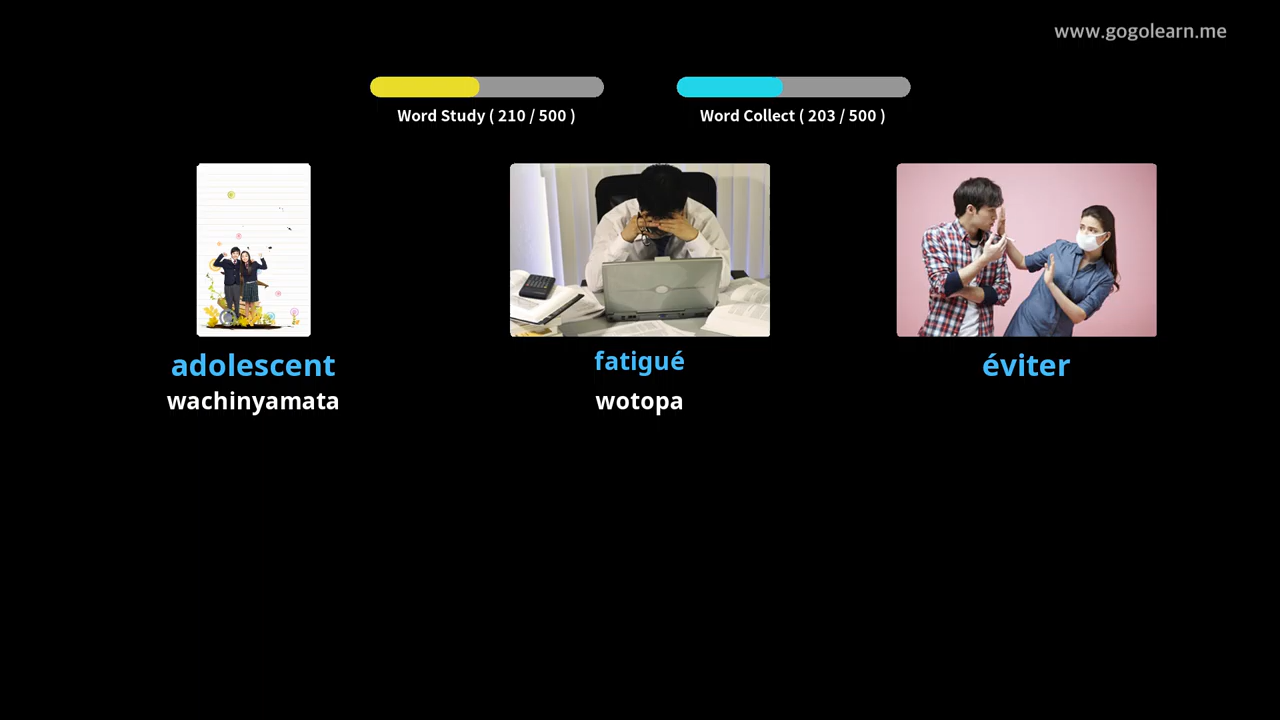 www.gogolearn.me
Word Study ( 210 / 500 )
Word Collect ( 203 / 500 )
adolescent
wachinyamata
fatigué
wotopa
éviter